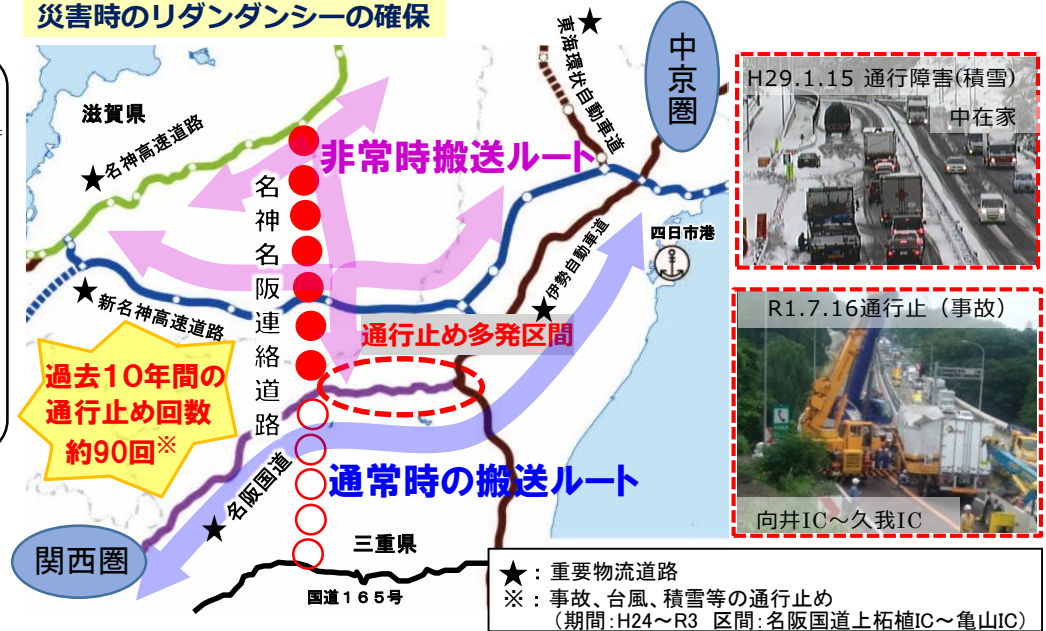 災害時のリダンダンシーの確保
東海環状自動車道
中京圏
滋賀県
名神高速道路
非常時搬送ルート
名神名阪連絡道路
四日市港
伊勢自動車道
新名神高速道路
通行止め多発区間
過去10年間の
通行止め回数
約90回※
名阪国道
通常時の搬送ルート
関西圏
三重県
国道165号
H29.1.15 通行障害(積雪)
中在家
R1.7.16通行止（事故）
向井IC～久我IC
★：重要物流道路
※：事故、台風、積雪等の通行止め
（期間：H24～R3 区間：名阪国道上柘植IC～亀山IC）